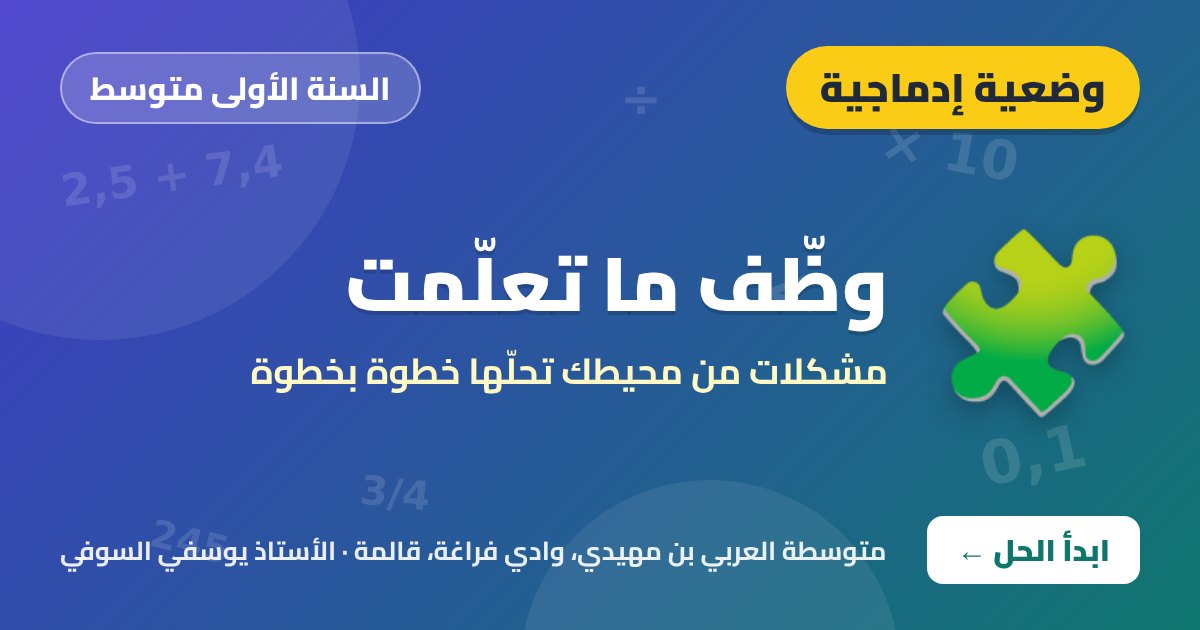 وضعية إدماجية
السنة الأولى متوسط
÷
× 10
2,5 + 7,4
وظّف ما تعلّمت
مشكلات من محيطك تحلّها خطوة بخطوة
0,1
3/4
245
ابدأ الحل ←
متوسطة العربي بن مهيدي، وادي فراغة، قالمة · الأستاذ يوسفي السوفي